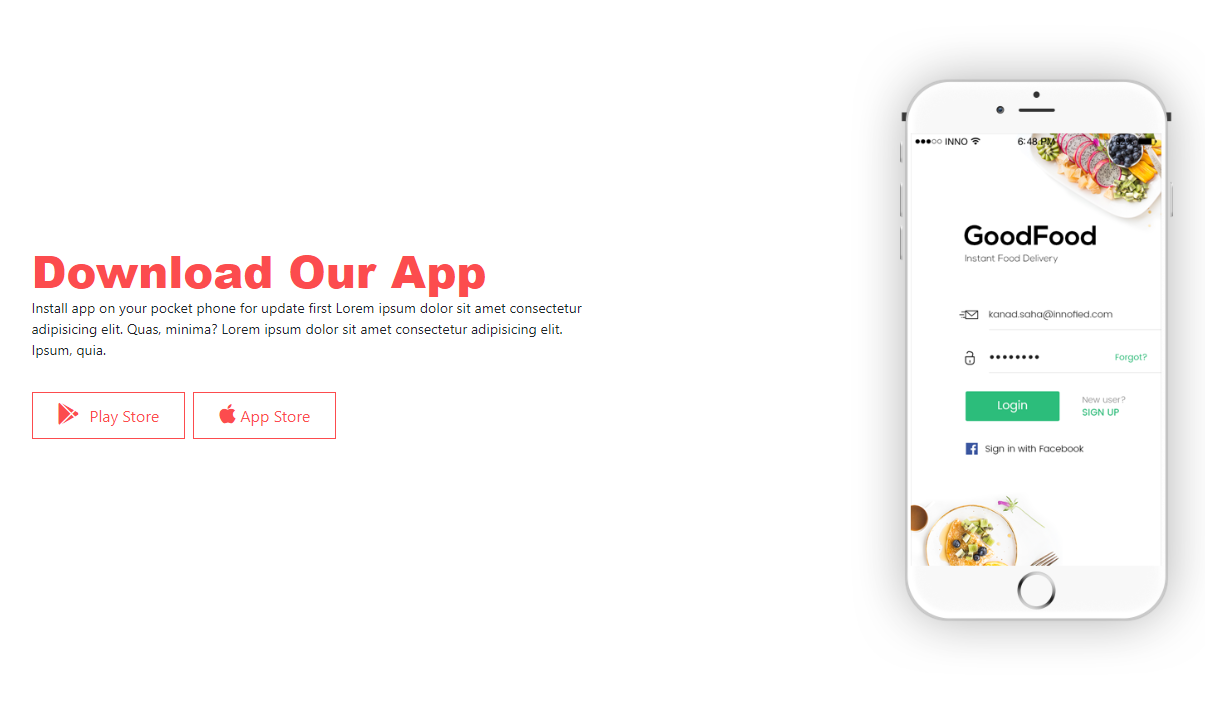 Download Our App
Install app on your pocket phone for update first Lorem ipsum dolor sit amet consectetur
adipisicing elit. Quas, minima? Lorem ipsum dolor sit amet consectetur adipisicing elit.
Ipsum, quia.
Play Store
App Store
INNO 6:48 PM
GoodFood
Instant Food Delivery
kanad.saha@innofied.com
•••••••• Forgot?
Login
New user?
SIGN UP
Sign in with Facebook